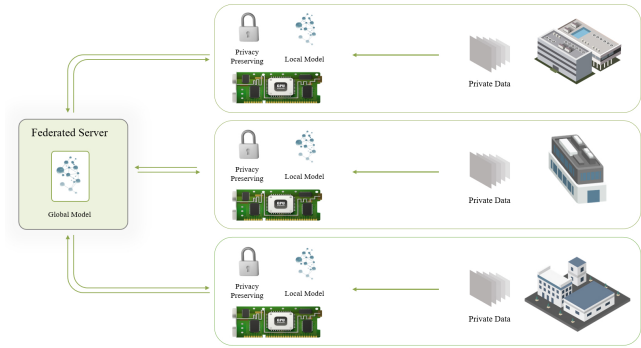 Privacy
Preserving
Local Model
Private Data
Federated Server
Global Model
Privacy
Preserving
Local Model
Private Data
Privacy
Preserving
Local Model
Private Data